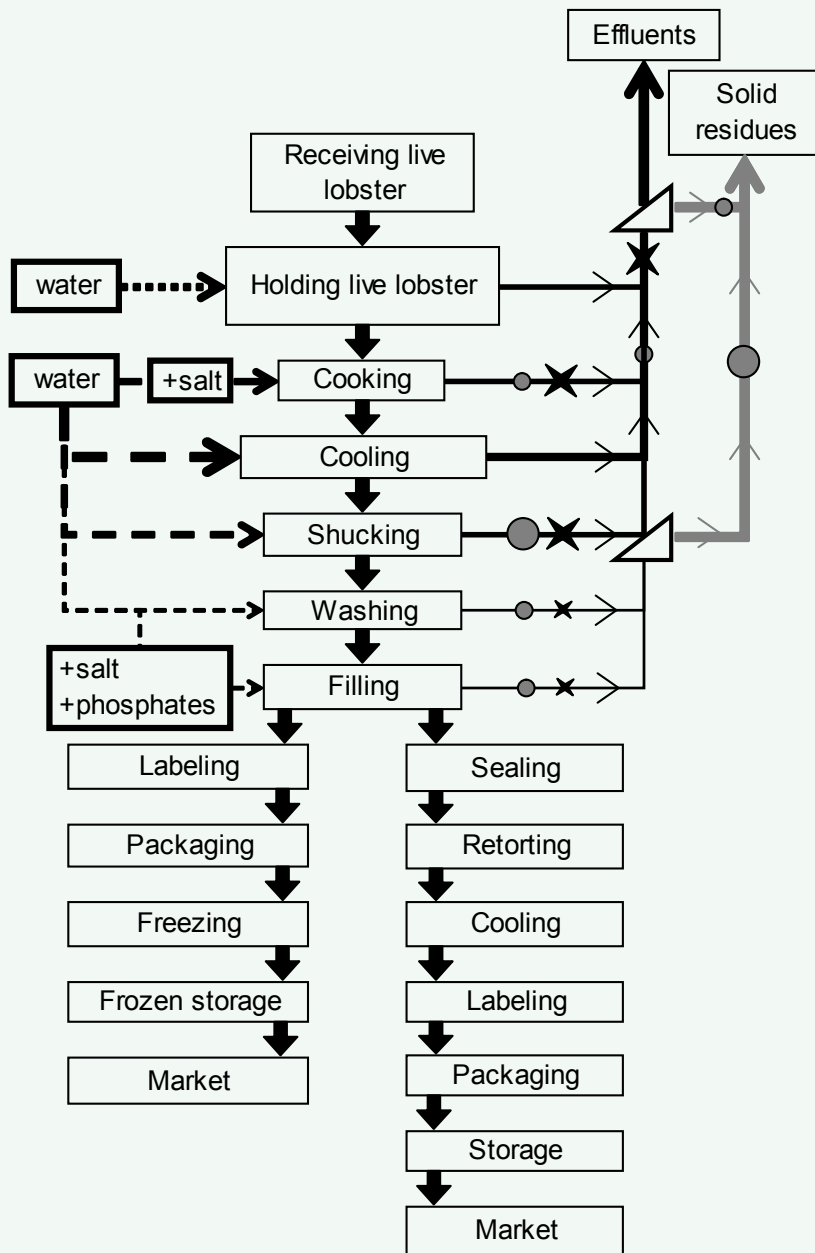 Effluents
Solid
residues
Receiving live
lobster
water
Holding live lobster
water
+salt
Cooking
Cooling
Shucking
Washing
+salt
+phosphates
Filling
Labeling
Sealing
Packaging
Retorting
Freezing
Cooling
Frozen storage
Labeling
Market
Packaging
Storage
Market